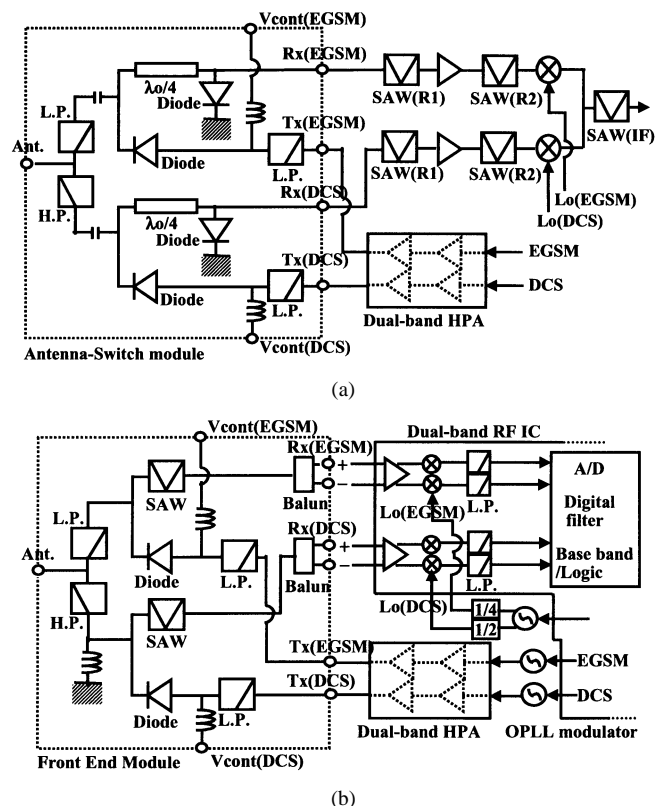 Vcont(EGSM)
Rx(EGSM)
λo/4
Diode
SAW(R1)
SAW(R2)
SAW(IF)
L.P.
Tx(EGSM)
Ant.
Diode
L.P.
SAW(R1)
SAW(R2)
Rx(DCS)
Lo(EGSM)
H.P.
λo/4
Lo(DCS)
Diode
Tx(DCS)
EGSM
Diode
DCS
L.P.
Dual-band HPA
Vcont(DCS)
Antenna-Switch module
(a)
Vcont(EGSM)
Dual-band RF IC
Rx(EGSM)
+
A/D
SAW
−
Balun
L.P.
Digital
filter
L.P.
Lo(EGSM)
Rx(DCS)
Ant.
+
Base band
/Logic
Diode
L.P.
−
Balun
L.P.
H.P.
Lo(DCS)
SAW
1/4
1/2
Tx(EGSM)
EGSM
Tx(DCS)
DCS
Diode
L.P.
Dual-band HPA
OPLL modulator
Front End Module
Vcont(DCS)
(b)